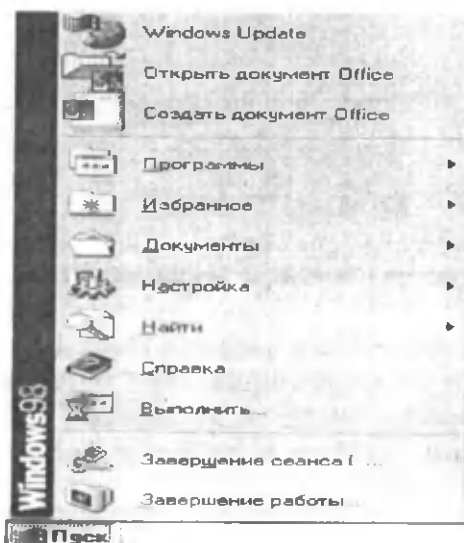 Windows Update
Открыть документ Office
Создать документ Office
Программы
Избранное
Документы
Настройка
Найти
Справка
Выполнить...
Завершение сеанса ( ...
Завершение работы...
Windows98
Пуск